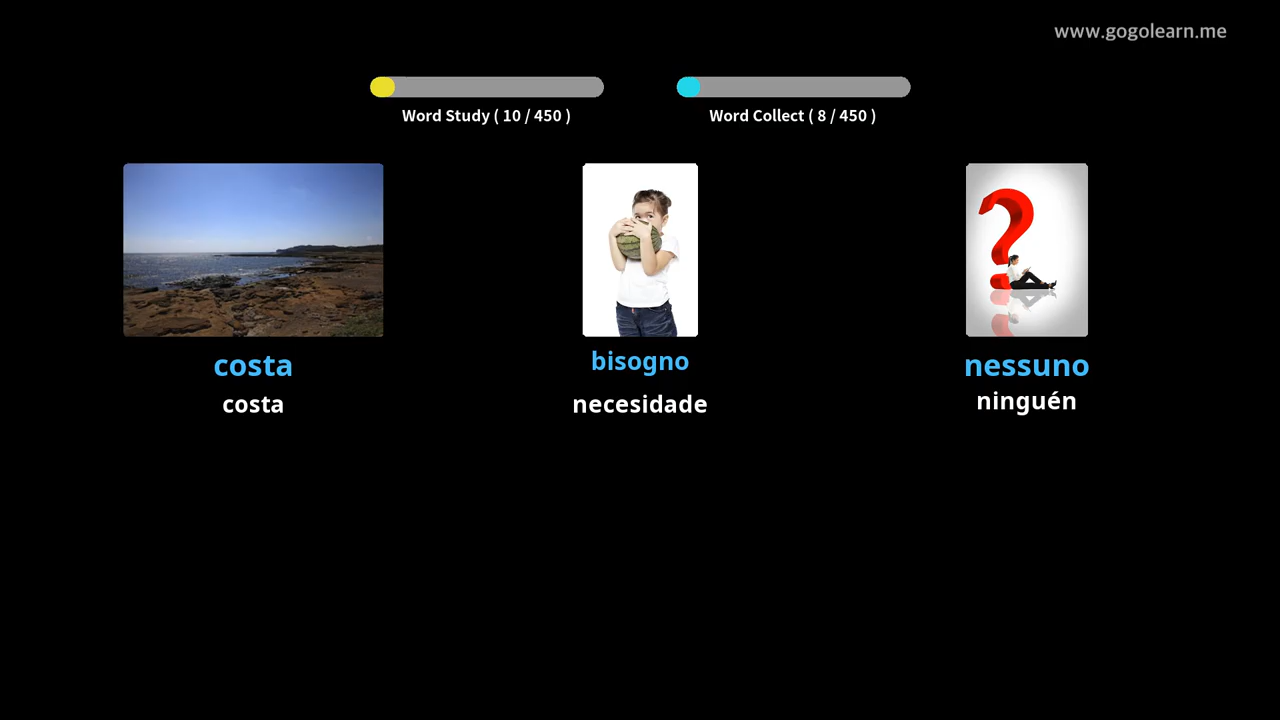 www.gogolearn.me
Word Study ( 10 / 450 )
Word Collect ( 8 / 450 )
costa
costa
bisogno
necesidade
nessuno
ninguén